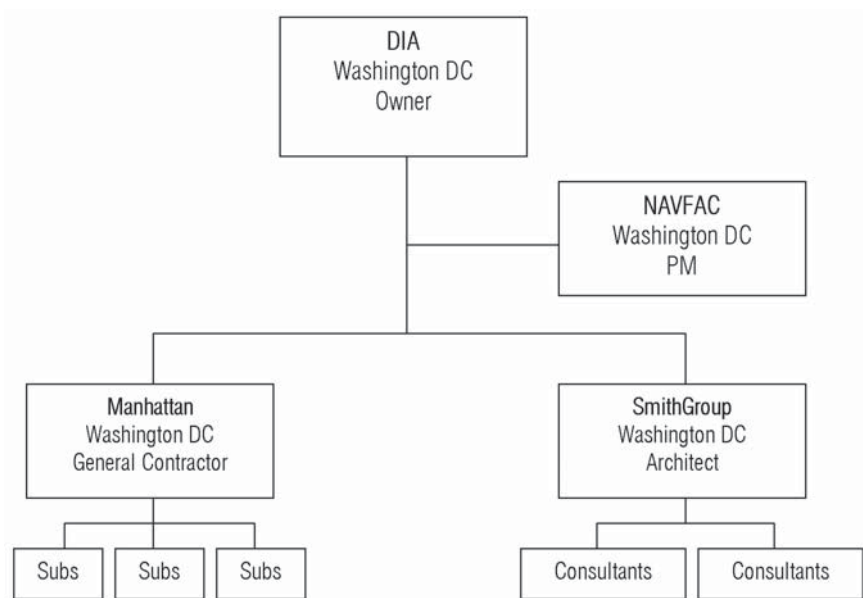 DIA
Washington DC
Owner
NAVFAC
Washington DC
PM
Manhattan
Washington DC
General Contractor
SmithGroup
Washington DC
Architect
Subs
Subs
Subs
Consultants
Consultants